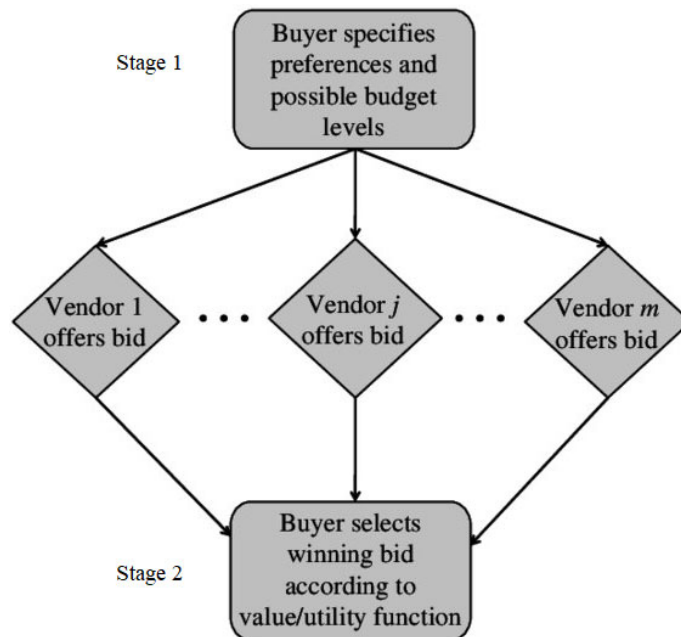 Stage 1
Buyer specifies
preferences and
possible budget
levels
Vendor 1
offers bid
Vendor j
offers bid
Vendor m
offers bid
Stage 2
Buyer selects
winning bid
according to
value/utility function